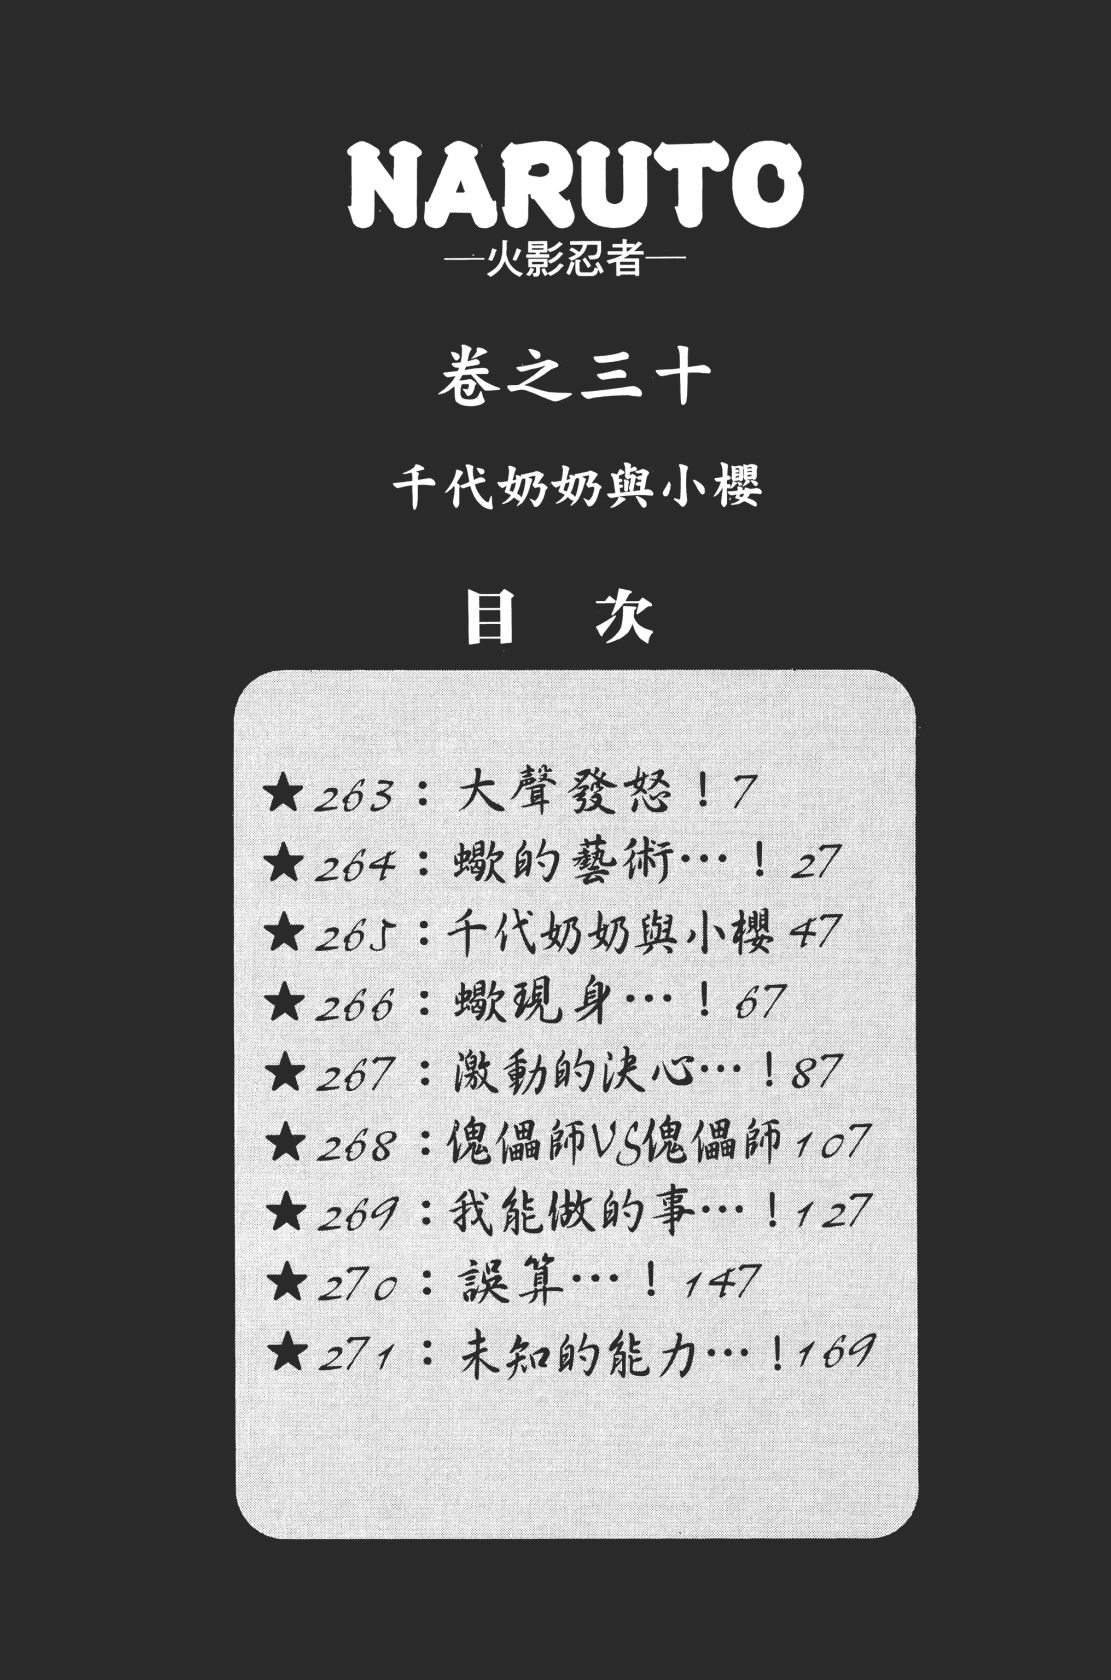 NARUTO
—火影忍者—
卷之三十
千代奶奶與小櫻
目 次
★263：大聲發怒！7
★264：蠍的藝術…！27
★265：千代奶奶與小櫻 47
★266：蠍現身…！67
★267：激動的決心…！87
★268：傀儡師VS傀儡師 107
★269：我能做的事…！127
★270：誤算…！147
★271：未知的能力…！169